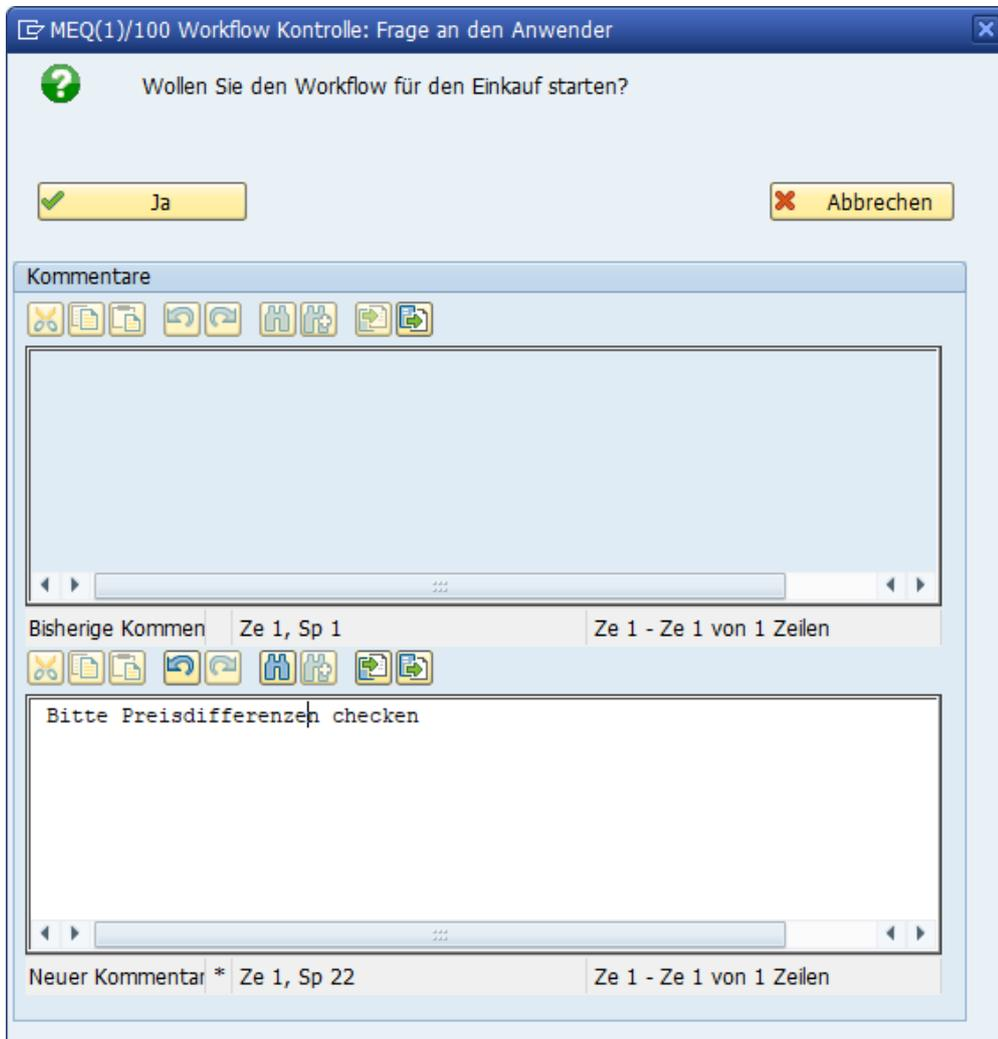 MEQ(1)/100 Workflow Kontrolle: Frage an den Anwender
Wollen Sie den Workflow für den Einkauf starten?
Ja
Abbrechen
Kommentare
Bisherige Kommen
Ze 1, Sp 1
Ze 1 - Ze 1 von 1 Zeilen
Bitte Preisdifferenzen checken
Neuer Kommentar
*
Ze 1, Sp 22
Ze 1 - Ze 1 von 1 Zeilen